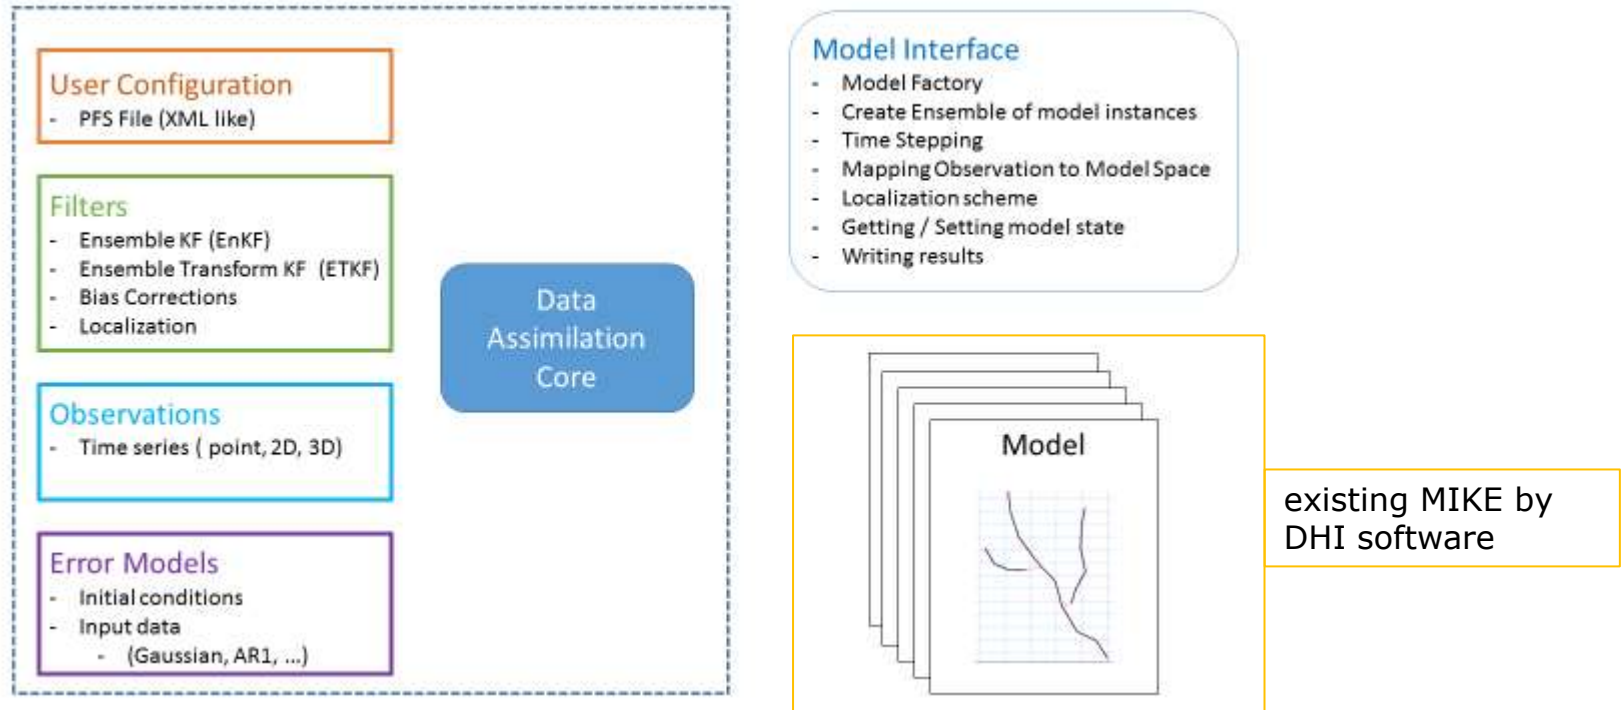 User Configuration
- PFS File (XML like)
Filters
- Ensemble KF (EnKF)
- Ensemble Transform KF (ETKF)
- Bias Corrections
- Localization
Observations
- Time series ( point, 2D, 3D)
Error Models
- Initial conditions
- Input data
- (Gaussian, AR1, ...)
Data
Assimilation
Core
Model Interface
- Model Factory
- Create Ensemble of model instances
- Time Stepping
- Mapping Observation to Model Space
- Localization scheme
- Getting / Setting model state
- Writing results
Model
existing MIKE by
DHI software